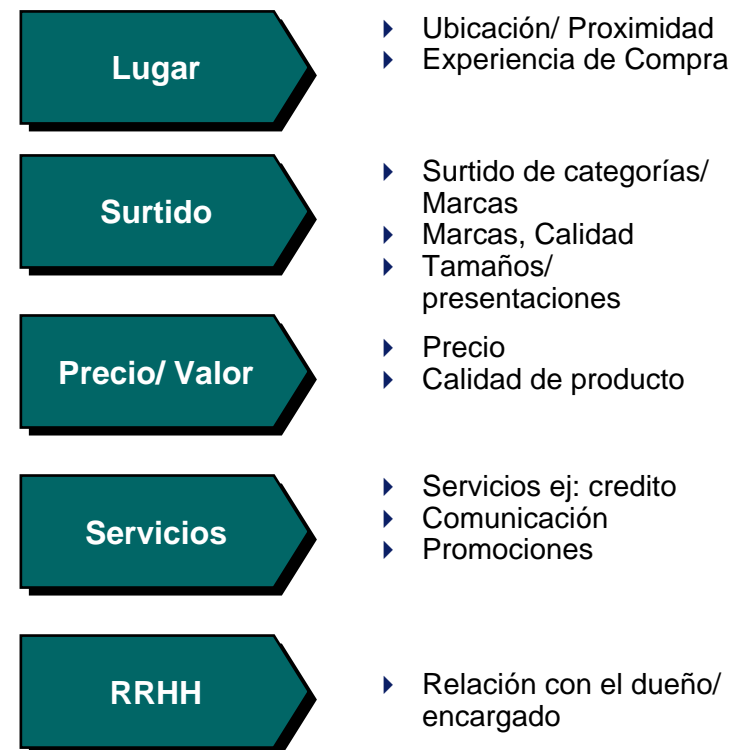 Lugar
Ubicación/ Proximidad
Experiencia de Compra
Surtido
Surtido de categorías/
Marcas
Marcas, Calidad
Tamaños/
presentaciones
Precio/ Valor
Precio
Calidad de producto
Servicios
Servicios ej: credito
Comunicación
Promociones
RRHH
Relación con el dueño/
encargado